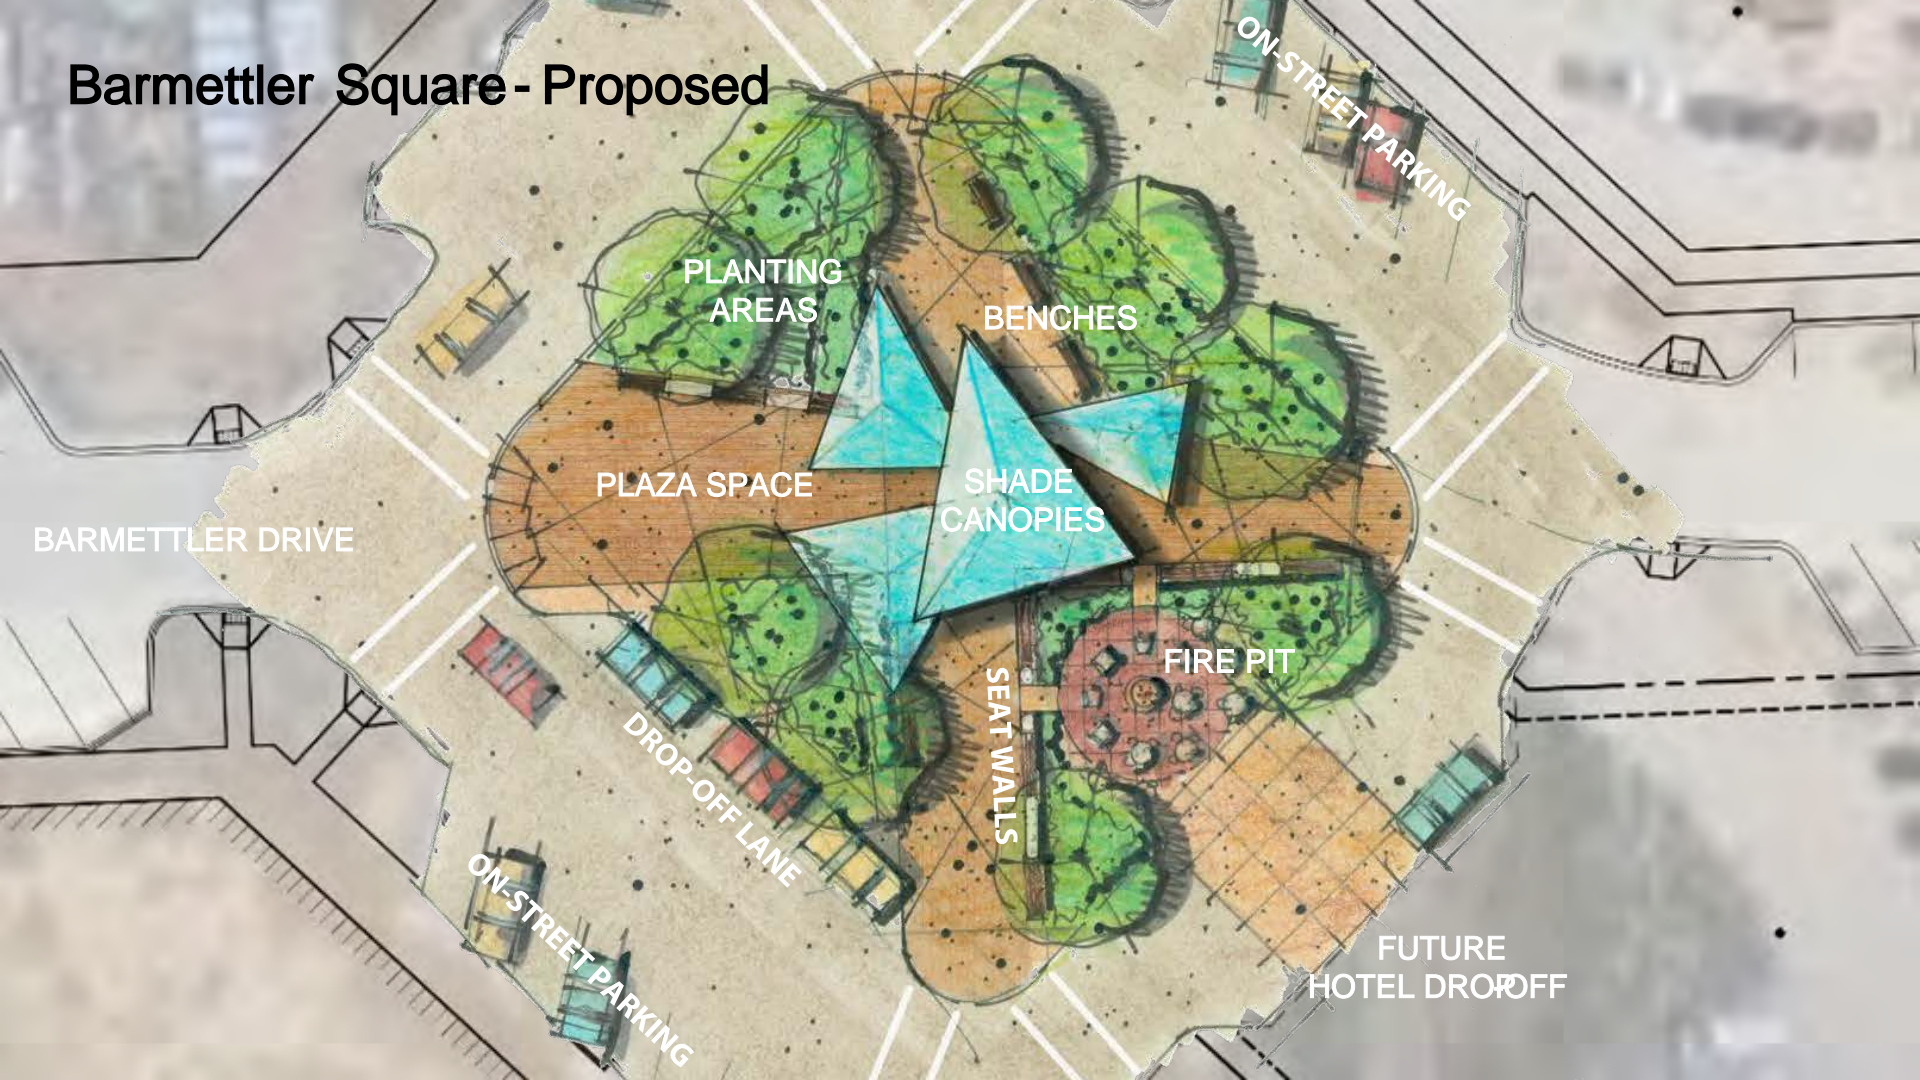 Barmettler Square - Proposed
ON-STREET PARKING
PLANTING
AREAS
BENCHES
PLAZA SPACE
SHADE
CANOPIES
BARMETTLER DRIVE
FIRE PIT
SEAT WALLS
DROP-OFF LANE
ON-STREET PARKING
FUTURE
HOTEL DROP-OFF